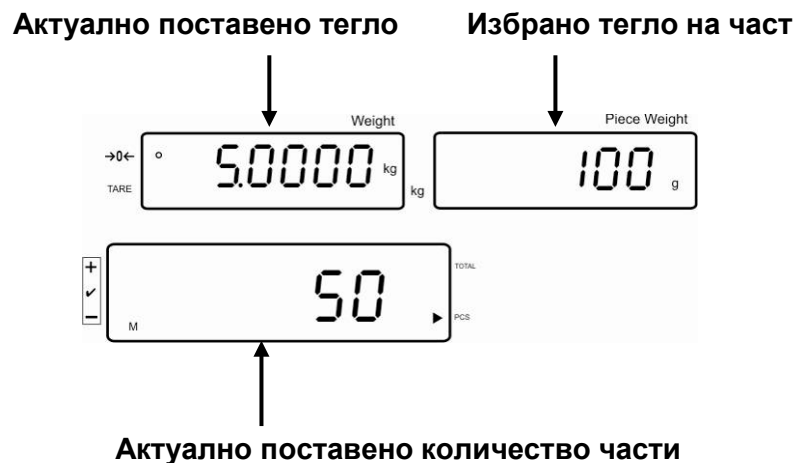 Актуално поставено тегло
Избрано тегло на част
Weight
Piece Weight
→0←
5.0000 kg
100 g
TARE
kg
+
✓
−
50
TOTAL
M
▶ PCS
Актуално поставено количество части